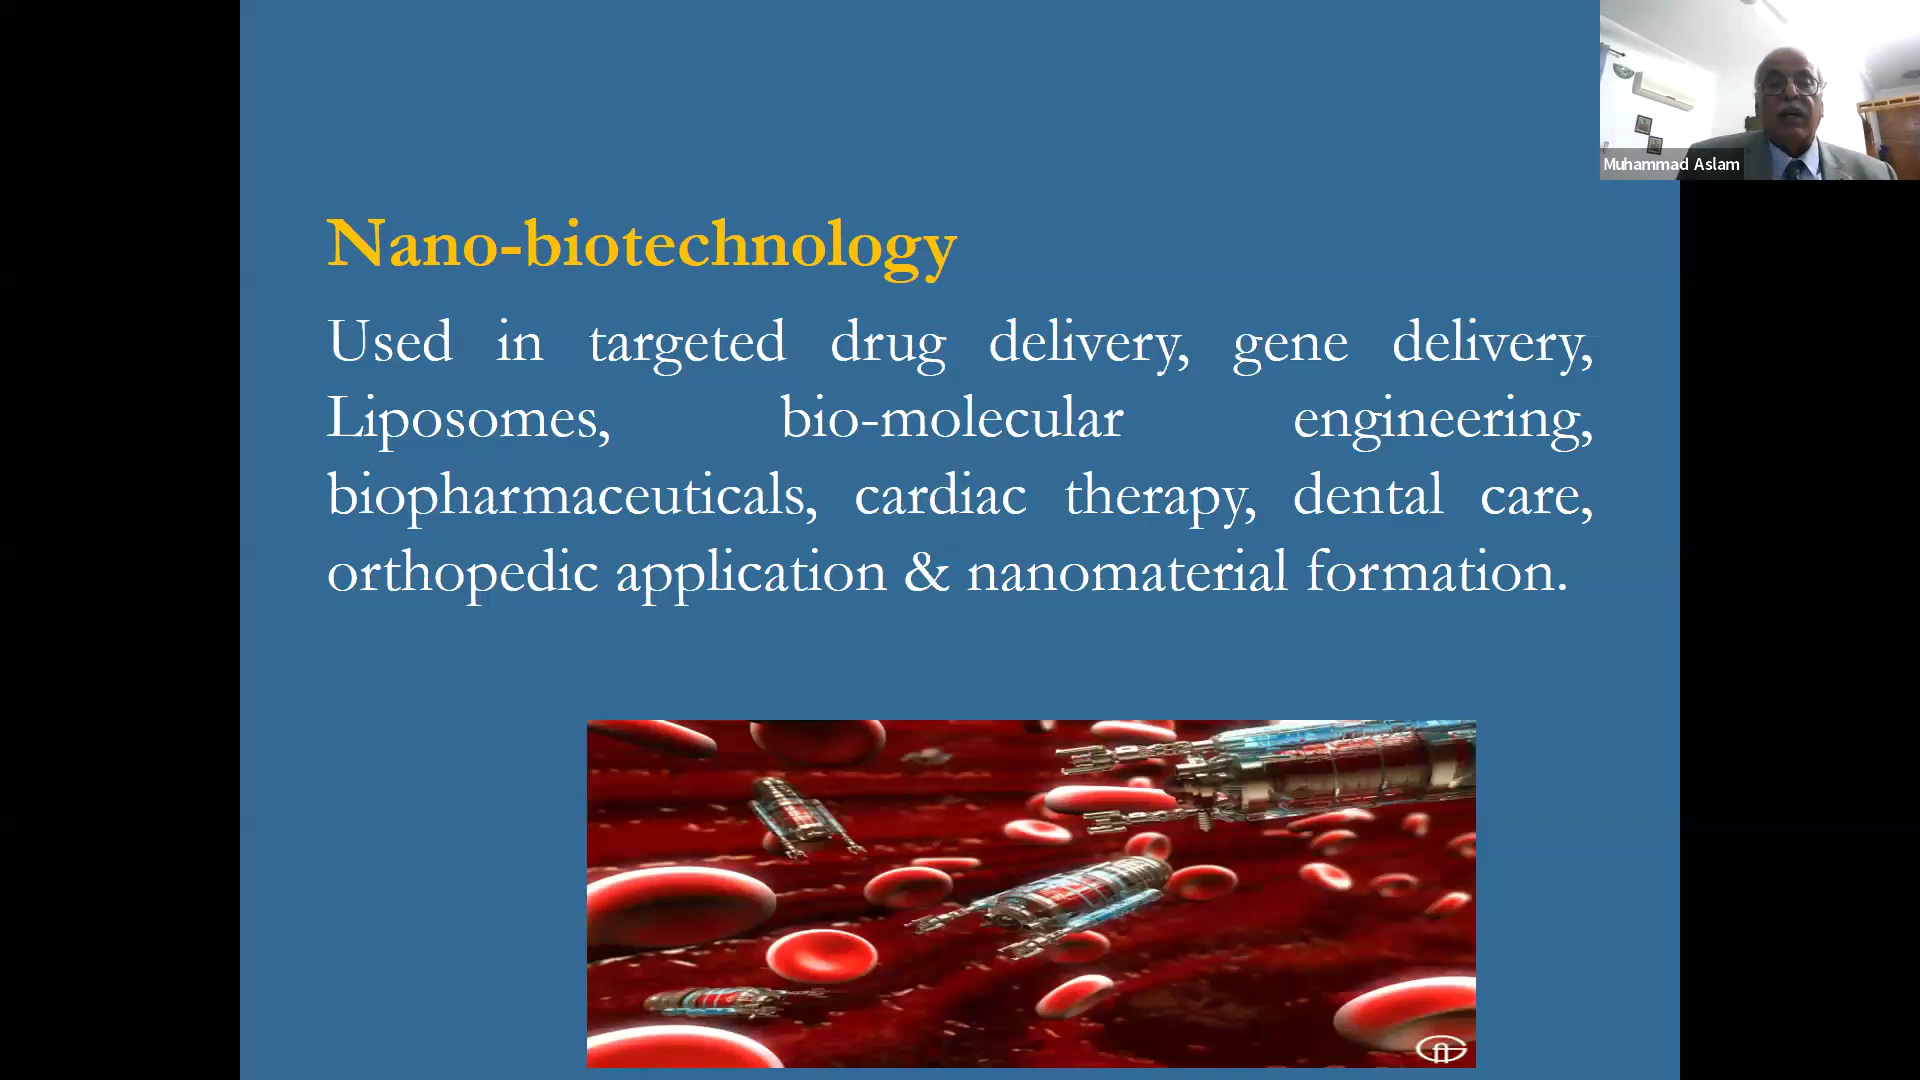 Muhammad Aslam
Nano-biotechnology
Used in targeted drug delivery, gene delivery,
Liposomes, bio-molecular engineering,
biopharmaceuticals, cardiac therapy, dental care,
orthopedic application & nanomaterial formation.